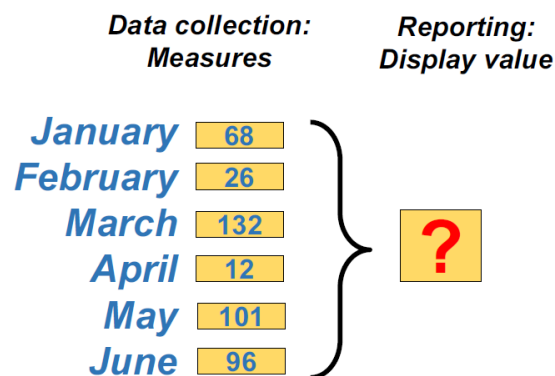 Data collection:
Measures
Reporting:
Display value
January 68
February 26
March 132
April 12
May 101
June 96
?